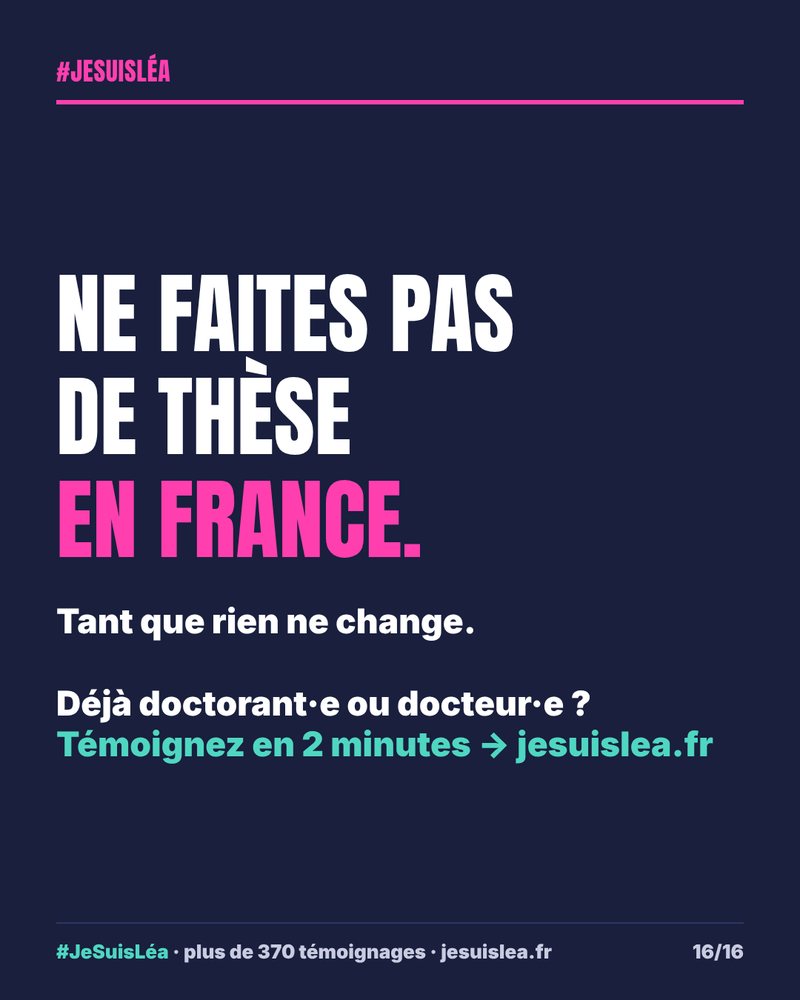 #JESUISLÉA
NE FAITES PAS
DE THÈSE
EN FRANCE.
Tant que rien ne change.
Déjà doctorant·e ou docteur·e ?
Témoignez en 2 minutes → jesuislea.fr
#JeSuisLéa · plus de 370 témoignages · jesuislea.fr
16/16